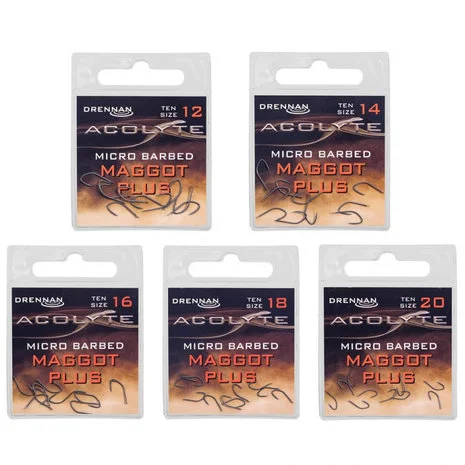 DRENNAN TEN SIZE 12
ACOLYTE
MICRO BARBED
MAGGOT
PLUS
DRENNAN TEN SIZE 14
ACOLYTE
MICRO BARBED
MAGGOT
PLUS
DRENNAN TEN SIZE 16
ACOLYTE
MICRO BARBED
MAGGOT
PLUS
DRENNAN TEN SIZE 18
ACOLYTE
MICRO BARBED
MAGGOT
PLUS
DRENNAN TEN SIZE 20
ACOLYTE
MICRO BARBED
MAGGOT
PLUS